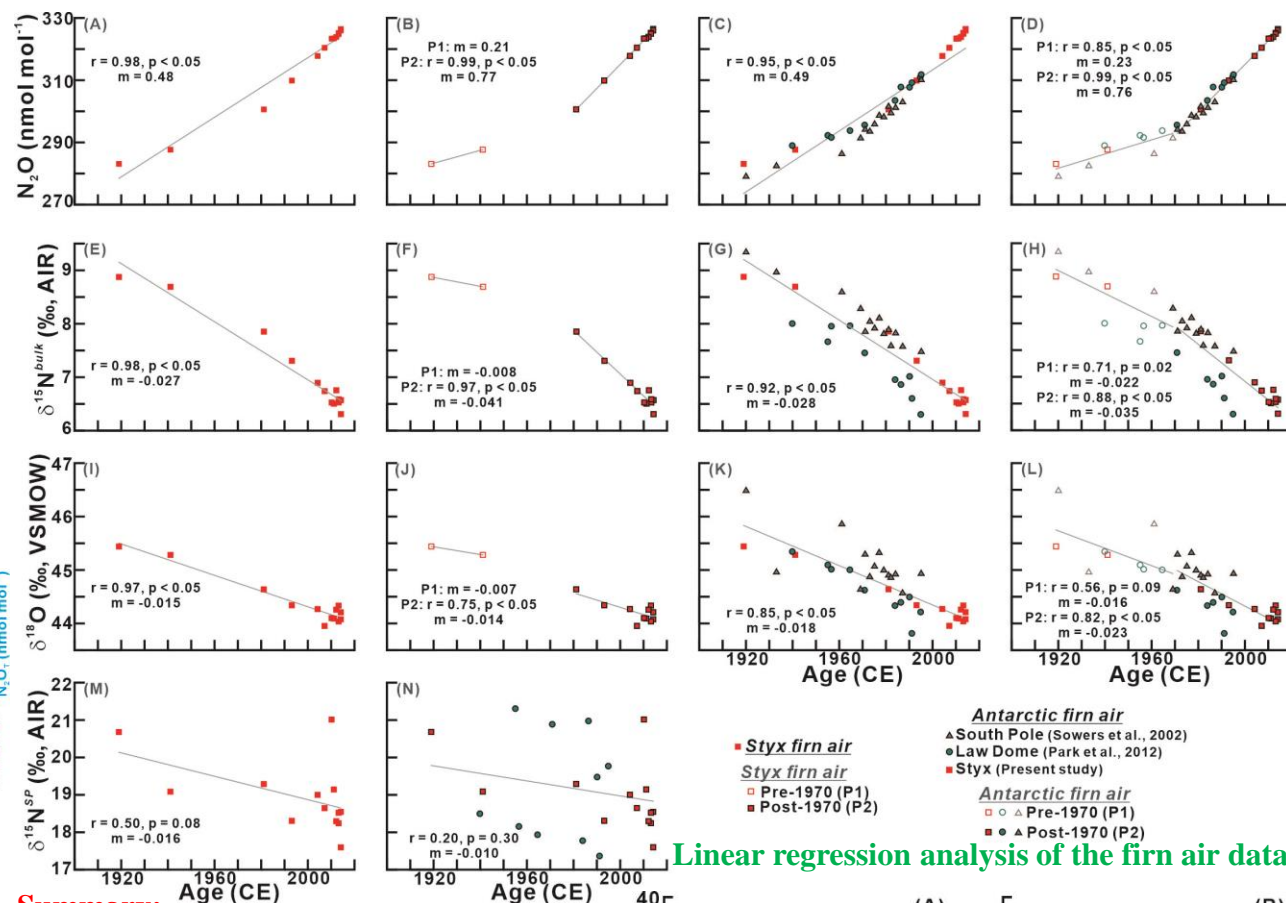 (A)
330
310
290
270
N₂O (nmol mol⁻¹)
r = 0.98, p < 0.05
m = 0.48
(B)
P1: m = 0.21
P2: r = 0.99, p < 0.05
m = 0.77
(C)
r = 0.95, p < 0.05
m = 0.49
(D)
P1: r = 0.85, p < 0.05
m = 0.23
P2: r = 0.99, p < 0.05
m = 0.76
(E)
9
8
7
6
δ¹⁵N^bulk (‰, AIR)
r = 0.98, p < 0.05
m = -0.027
(F)
P1: m = -0.008
P2: r = 0.97, p < 0.05
m = -0.041
(G)
r = 0.92, p < 0.05
m = -0.028
(H)
P1: r = 0.71, p = 0.02
m = -0.022
P2: r = 0.88, p < 0.05
m = -0.035
(I)
47
46
45
44
δ¹⁸O (‰, VSMOW)
r = 0.97, p < 0.05
m = -0.015
(J)
P1: m = -0.007
P2: r = 0.75, p < 0.05
m = -0.014
(K)
r = 0.85, p < 0.05
m = -0.018
1920 1960 2000
Age (CE)
(L)
P1: r = 0.56, p = 0.09
m = -0.016
P2: r = 0.82, p < 0.05
m = -0.023
1920 1960 2000
Age (CE)
(M)
22
21
20
19
18
17
δ¹⁵N^SP (‰, AIR)
r = 0.50, p = 0.08
m = -0.016
1920 1960 2000
Age (CE)
(N)
r = 0.20, p = 0.30
m = -0.010
1920 1960 2000
Age (CE)
Styx firn air
Styx firn air
Pre-1970 (P1)
Post-1970 (P2)
Antarctic firn air
South Pole (Sowers et al., 2002)
Law Dome (Park et al., 2012)
Styx (Present study)
Antarctic firn air
Pre-1970 (P1)
Post-1970 (P2)
Linear regression analysis of the firn air data
40
(A)
(B)